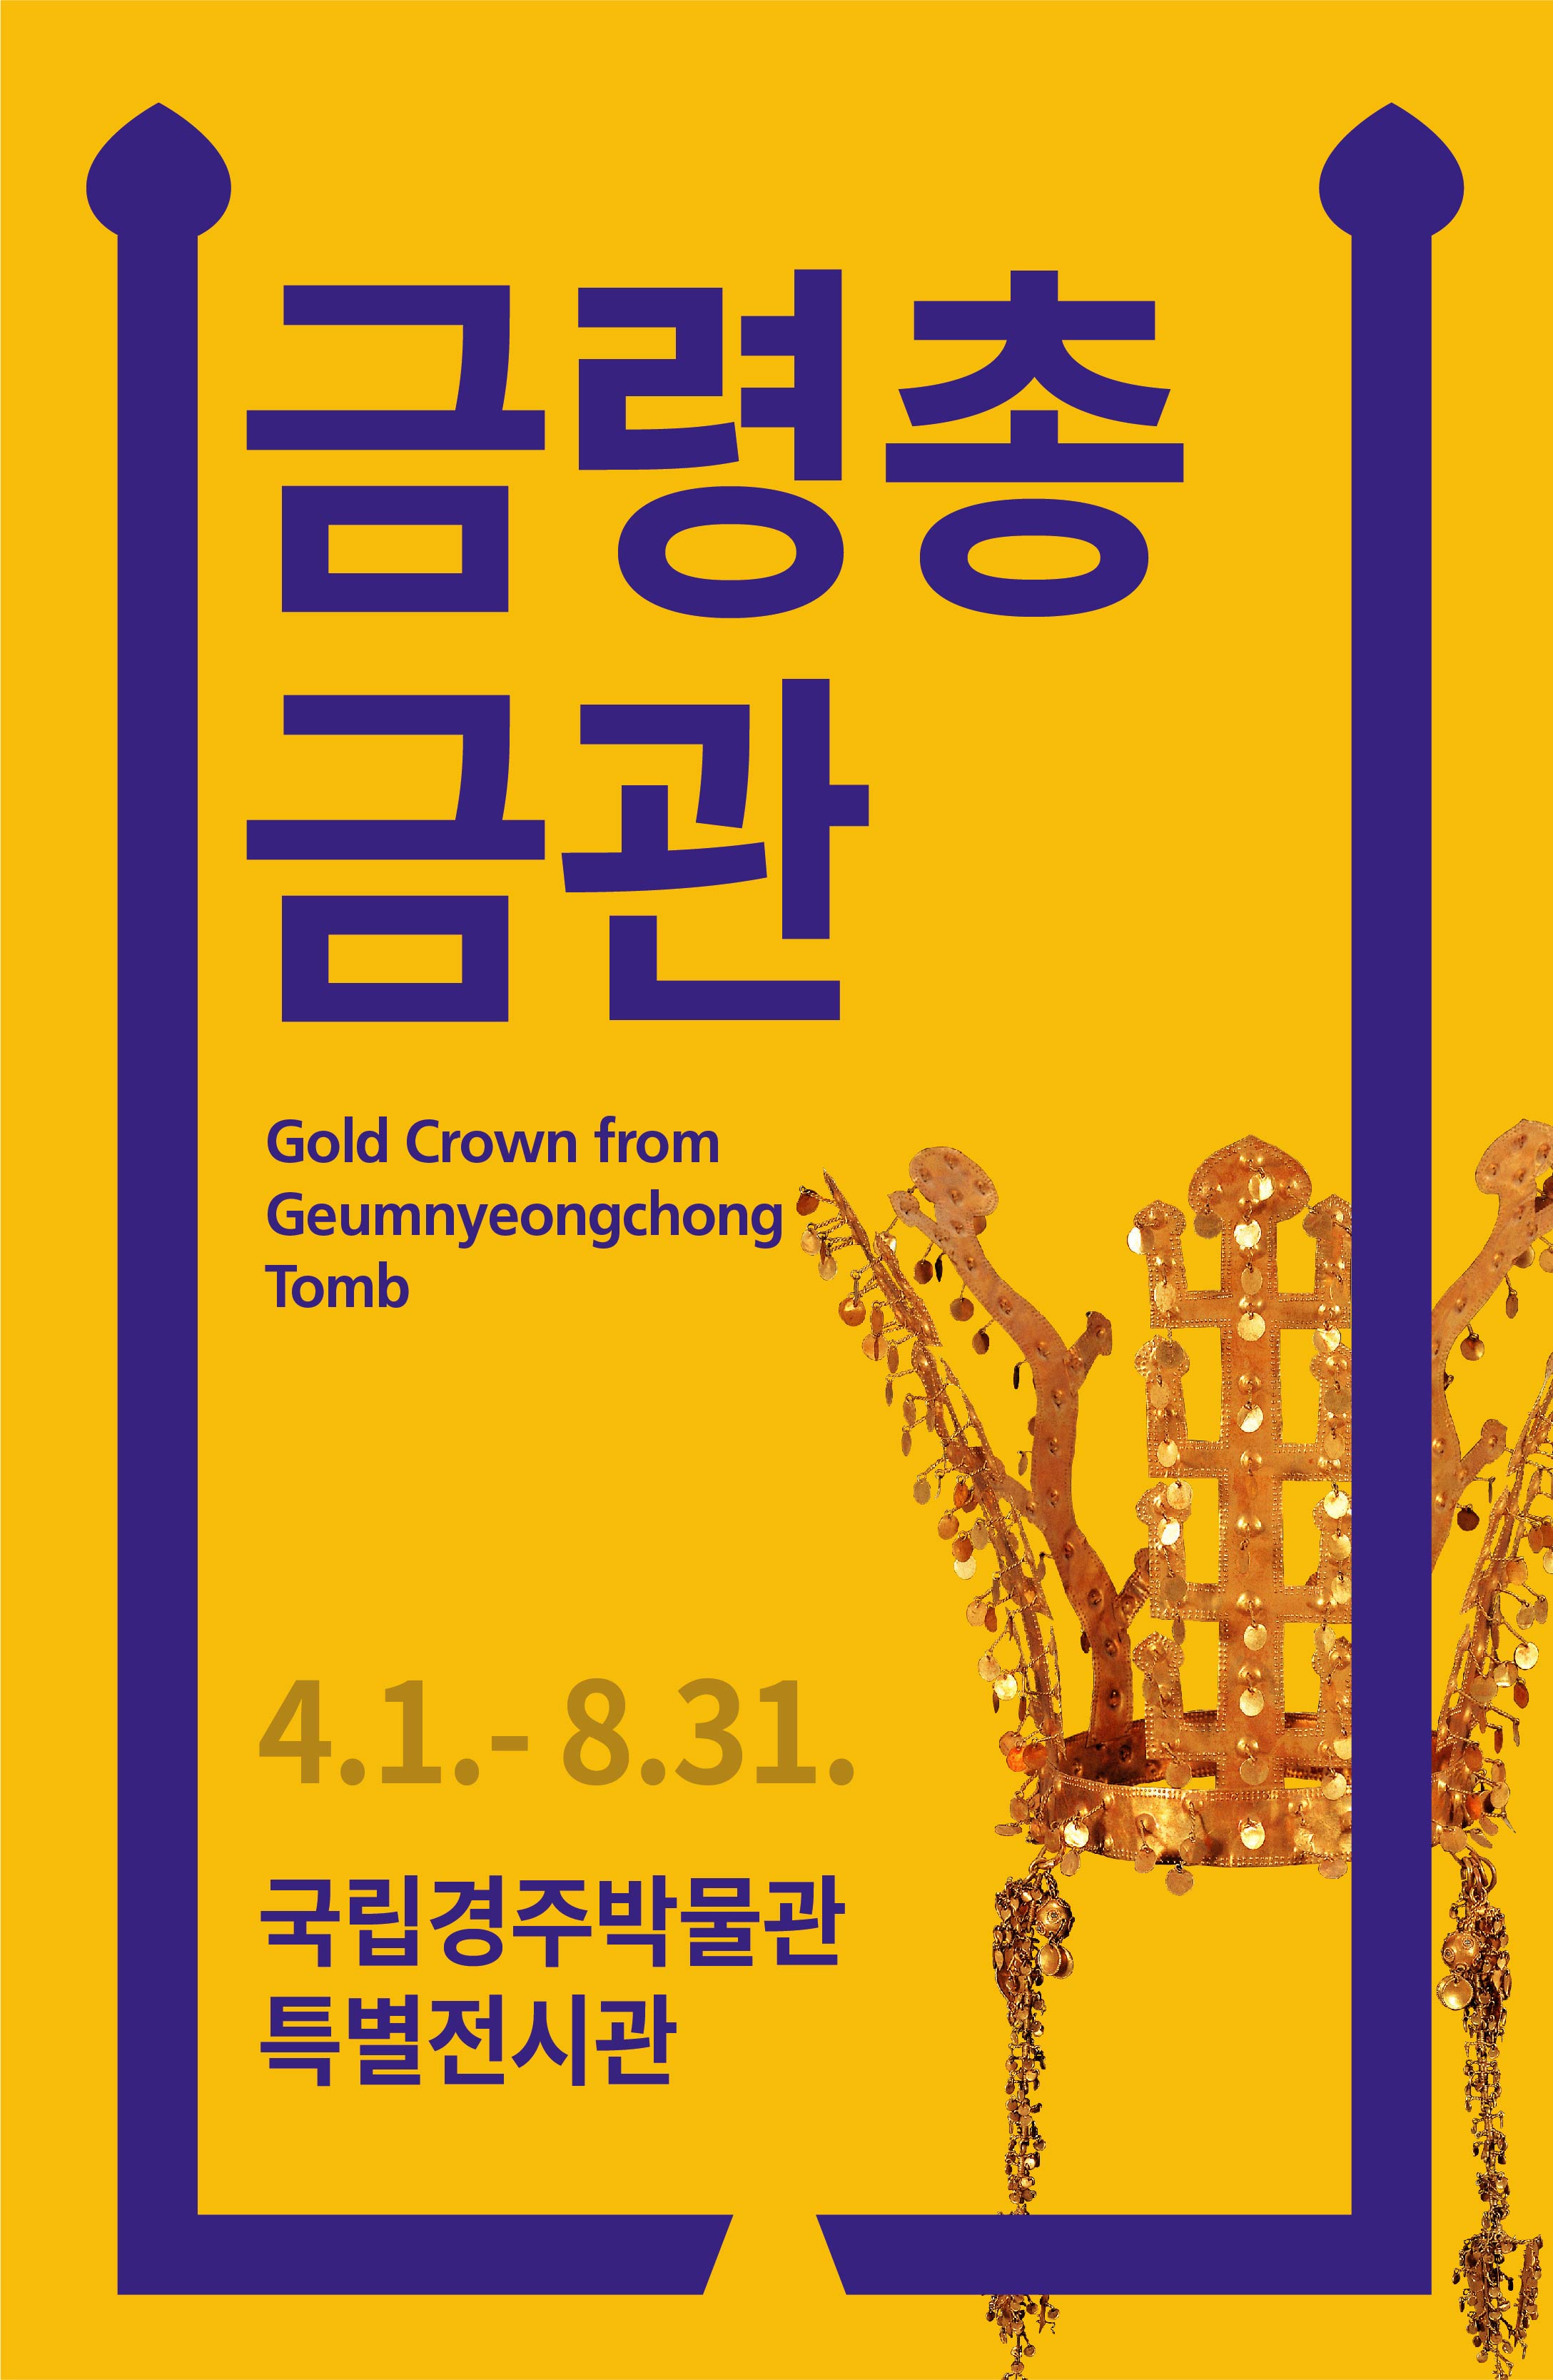 금령총
금관
Gold Crown from
Geumnyeongchong
Tomb
4.1.- 8.31.
국립경주박물관
특별전시관